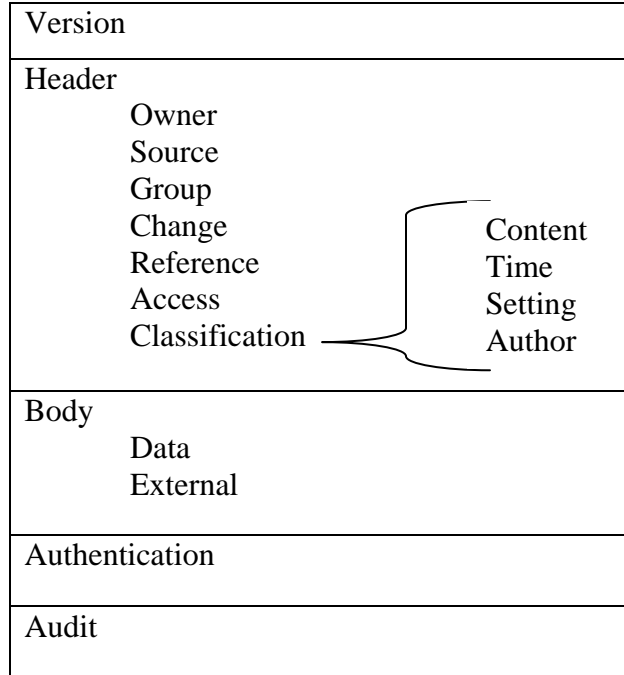 Version
Header
Owner
Source
Group
Change
Reference
Access
Classification
Content
Time
Setting
Author
Body
Data
External
Authentication
Audit